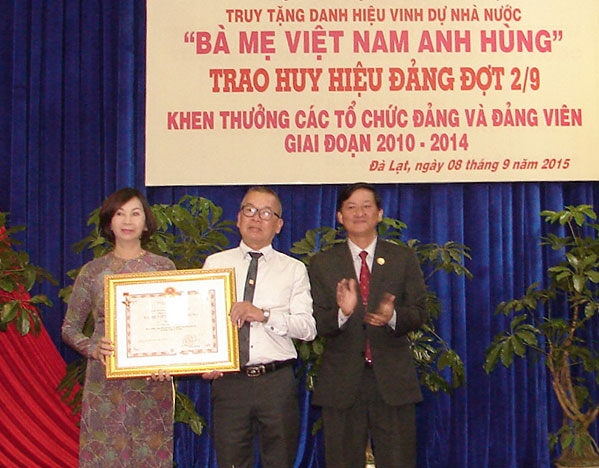 TRUY TẶNG DANH HIỆU VINH DỰ NHÀ NƯỚC
"BÀ MẸ VIỆT NAM ANH HÙNG"
TRAO HUY HIỆU ĐẢNG ĐỢT 2/9
KHEN THƯỞNG CÁC TỔ CHỨC ĐẢNG VÀ ĐẢNG VIÊN
GIAI ĐOẠN 2010 - 2014
Đà Lạt, ngày 08 tháng 9 năm 2015